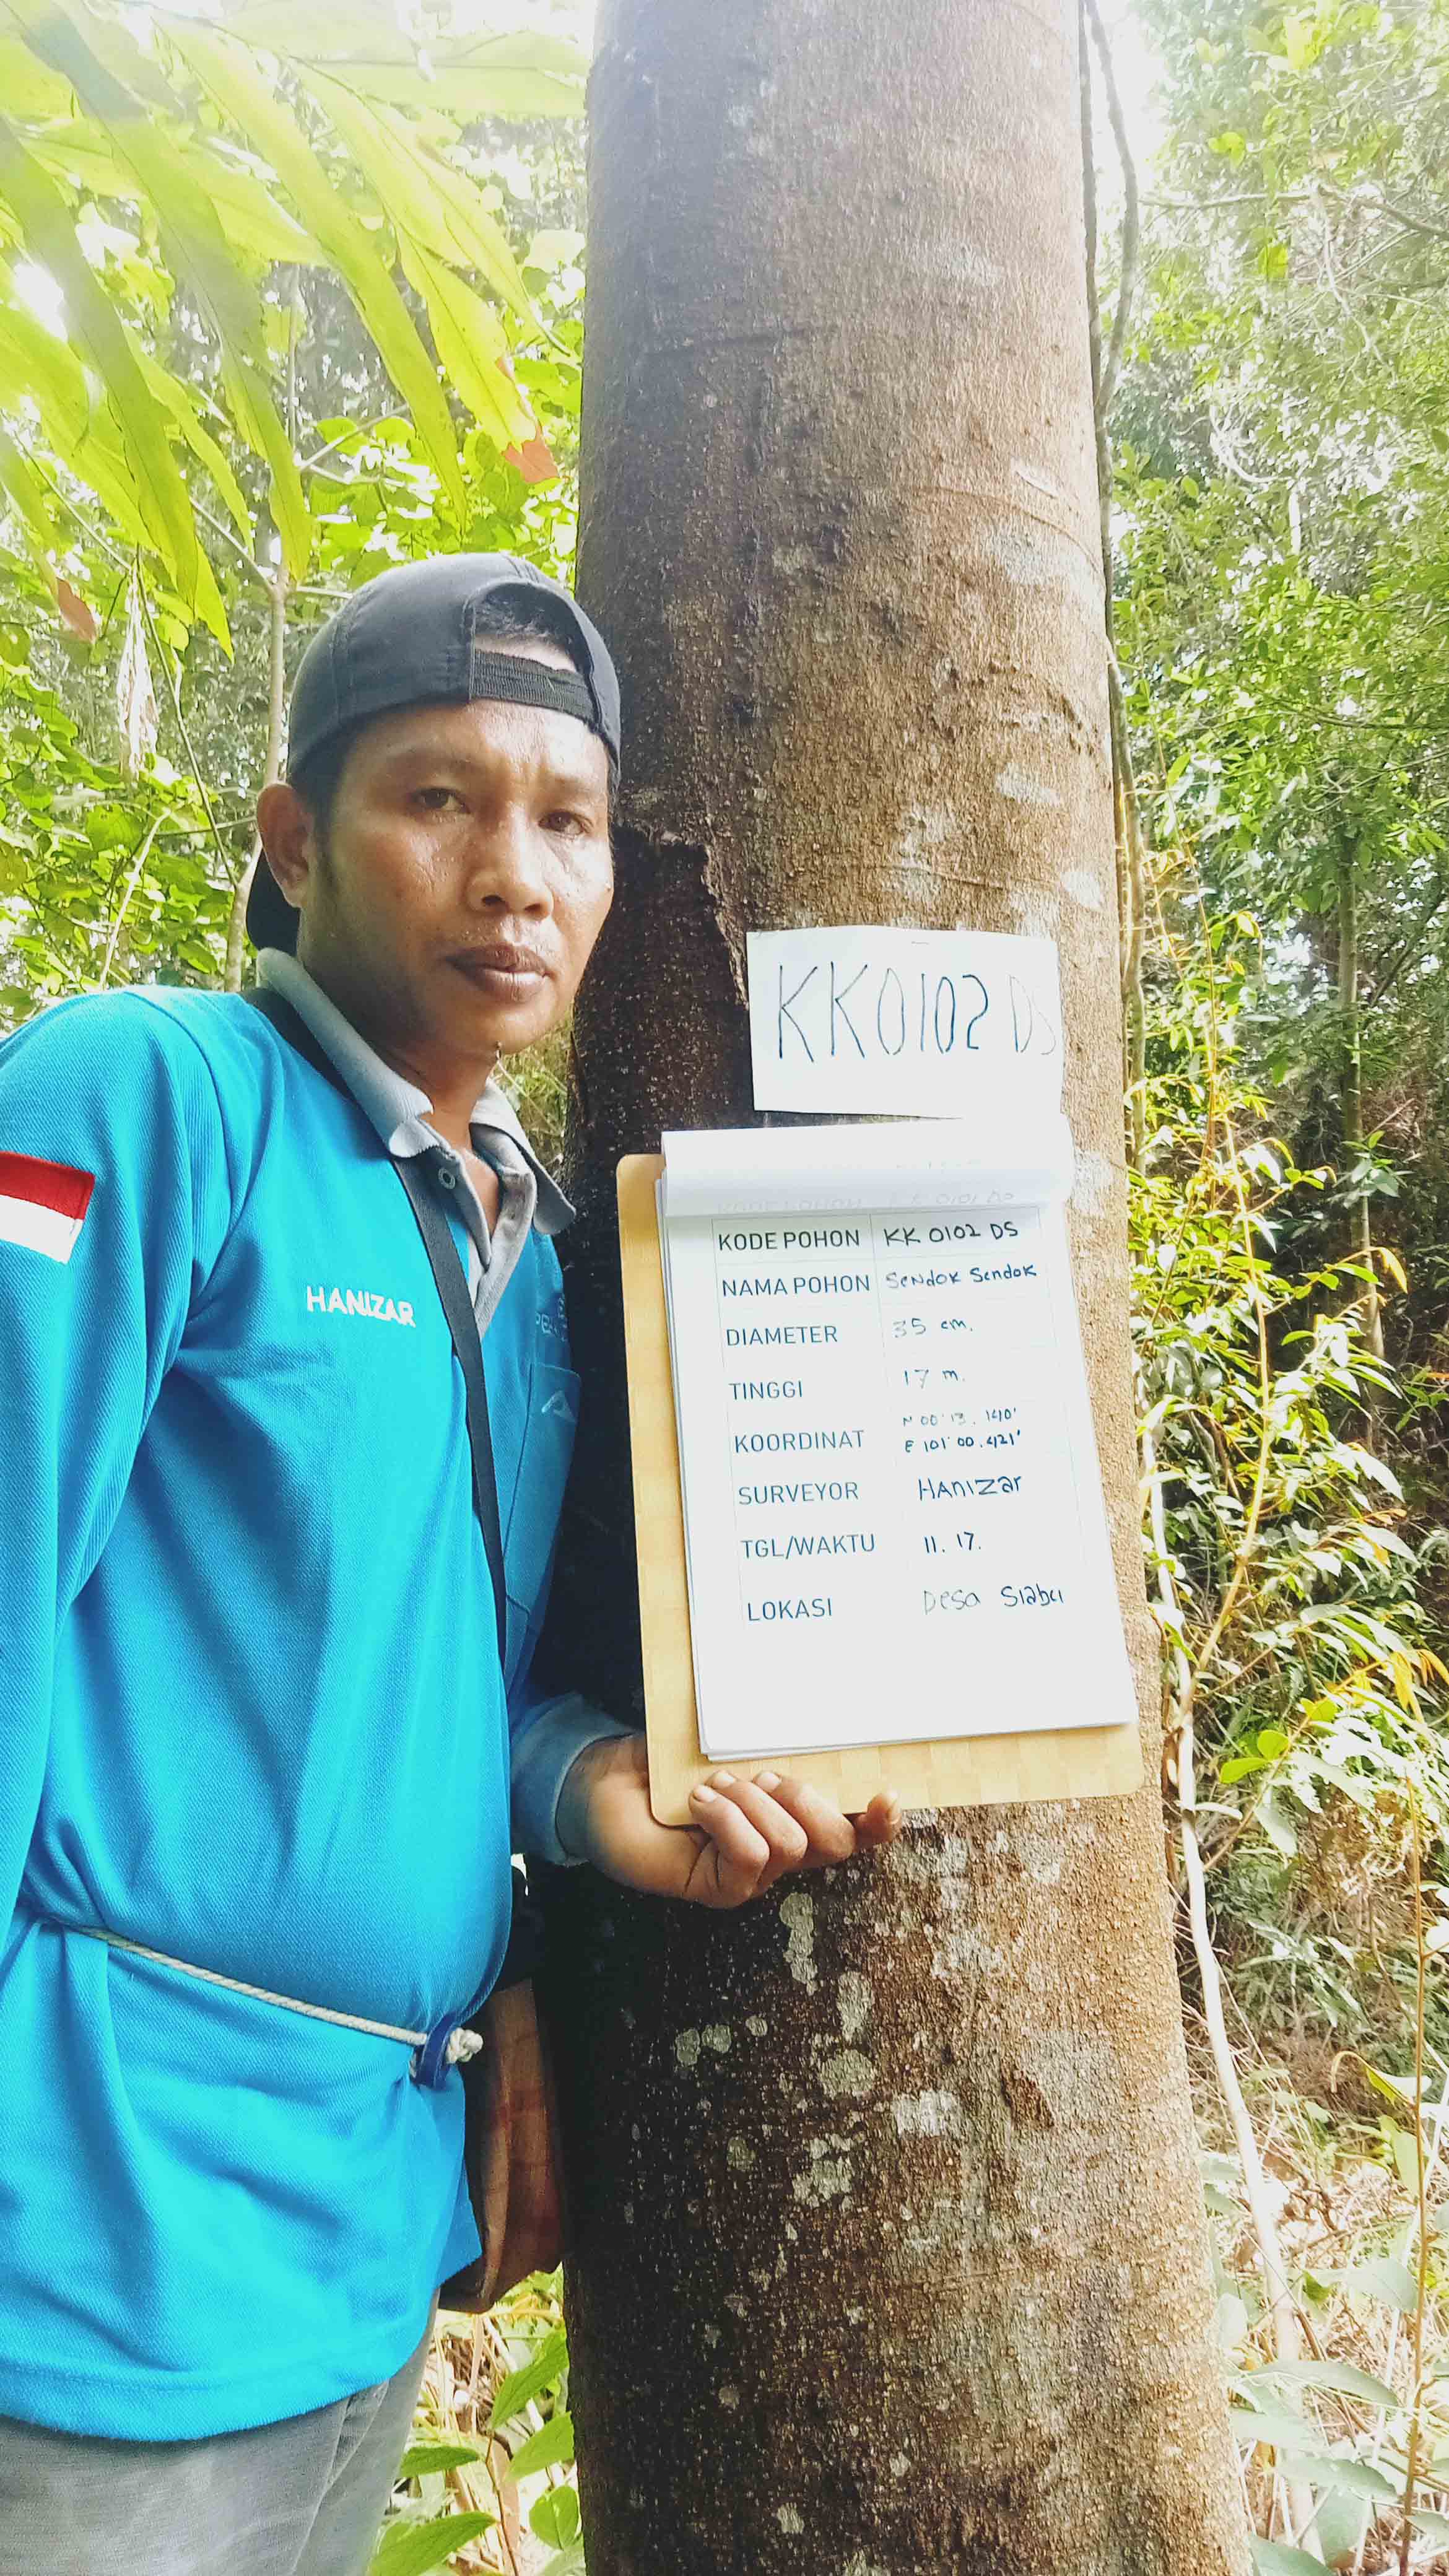 KK0102 DS
KODE POHON KK 0102 DS
NAMA POHON Sendok Sendok
DIAMETER 35 cm.
TINGGI 17 m.
KOORDINAT N 00° 13. 140'
E 101° 00. 421'
SURVEYOR HANIZAr
TGL/WAKTU 11. 17.
LOKASI Desa Siabu
HANIZAR